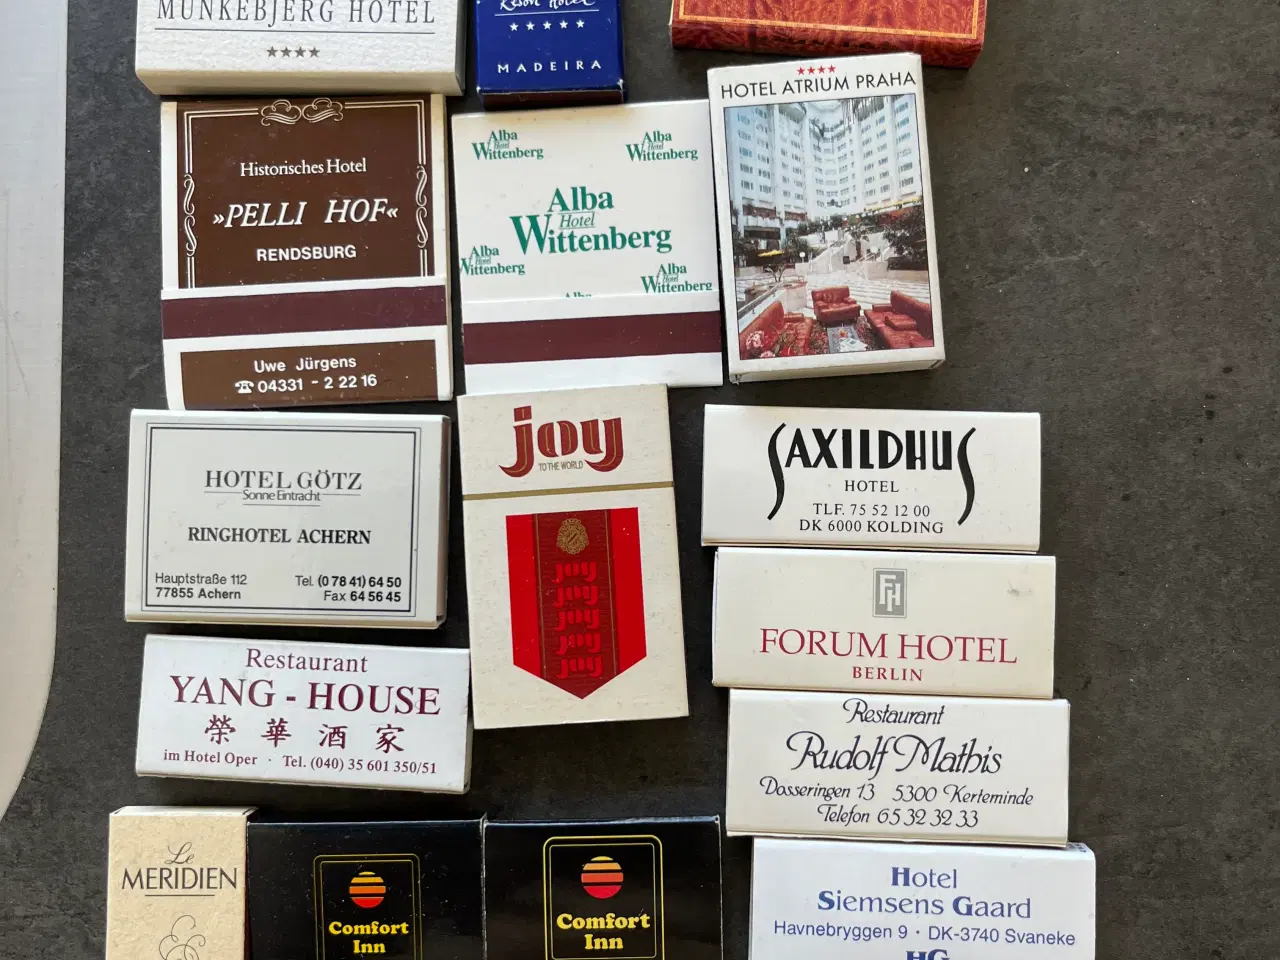 MUNKEBJERG HOTEL
Resort Hotel
MADEIRA
HOTEL ATRIUM PRAHA
Historisches Hotel
»PELLI HOF«
RENDSBURG
Uwe Jürgens
☎ 04331 - 2 22 16
Alba
Hotel
Wittenberg
Alba
Hotel
Wittenberg
Alba
Hotel
Wittenberg
Alba
Hotel
Wittenberg
Alba
Hotel
Wittenberg
HOTEL GÖTZ
Sonne Eintracht
RINGHOTEL ACHERN
Hauptstraße 112
77855 Achern
Tel. (0 78 41) 64 50
Fax 64 56 45
joy
TO THE WORLD
SAXILDHUS
HOTEL
TLF. 75 52 12 00
DK 6000 KOLDING
FH
FORUM HOTEL
BERLIN
Restaurant
YANG - HOUSE
榮華酒家
im Hotel Oper · Tel. (040) 35 601 350/51
Restaurant
Rudolf Mathis
Dosseringen 13 5300 Kerteminde
Telefon 65 32 32 33
Le
MERIDIEN
Comfort
Inn
Comfort
Inn
Hotel
Siemsens Gaard
Havnebryggen 9 · DK-3740 Svaneke
HG